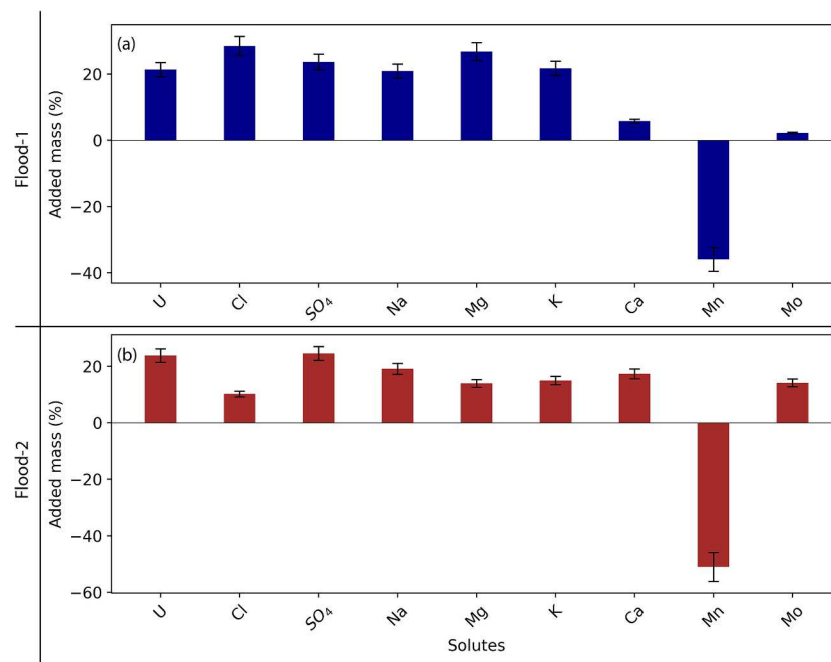 Flood-1
Added mass (%)
(a)
20
0
−20
−40
U Cl SO₄ Na Mg K Ca Mn Mo
Flood-2
Added mass (%)
(b)
20
0
−20
−40
−60
U Cl SO₄ Na Mg K Ca Mn Mo
Solutes